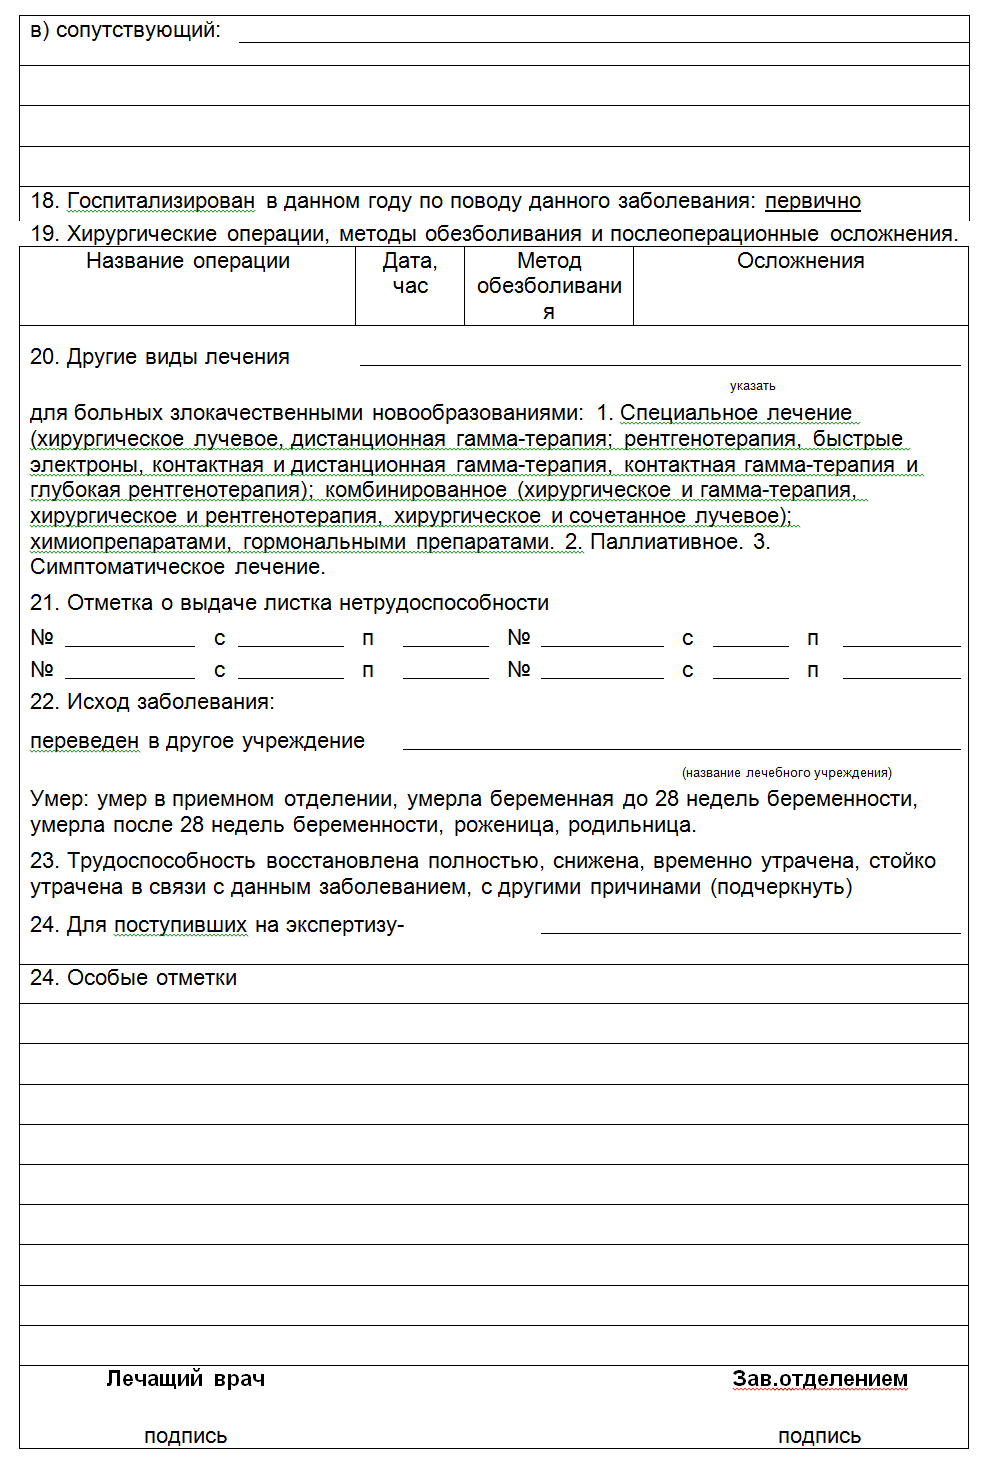 в) сопутствующий:
18. Госпитализирован в данном году по поводу данного заболевания: первично
19. Хирургические операции, методы обезболивания и послеоперационные осложнения.
Название операции
Дата,
час
Метод
обезболивани
я
Осложнения
20. Другие виды лечения
указать
для больных злокачественными новообразованиями: 1. Специальное лечение
(хирургическое лучевое, дистанционная гамма-терапия; рентгенотерапия, быстрые
электроны, контактная и дистанционная гамма-терапия, контактная гамма-терапия и
глубокая рентгенотерапия); комбинированное (хирургическое и гамма-терапия,
хирургическое и рентгенотерапия, хирургическое и сочетанное лучевое);
химиопрепаратами, гормональными препаратами. 2. Паллиативное. 3.
Симптоматическое лечение.
21. Отметка о выдаче листка нетрудоспособности
№ с п № с п
№ с п № с п
22. Исход заболевания:
переведен в другое учреждение
(название лечебного учреждения)
Умер: умер в приемном отделении, умерла беременная до 28 недель беременности,
умерла после 28 недель беременности, роженица, родильница.
23. Трудоспособность восстановлена полностью, снижена, временно утрачена, стойко
утрачена в связи с данным заболеванием, с другими причинами (подчеркнуть)
24. Для поступивших на экспертизу-
24. Особые отметки
Лечащий врач Зав.отделением
подпись подпись